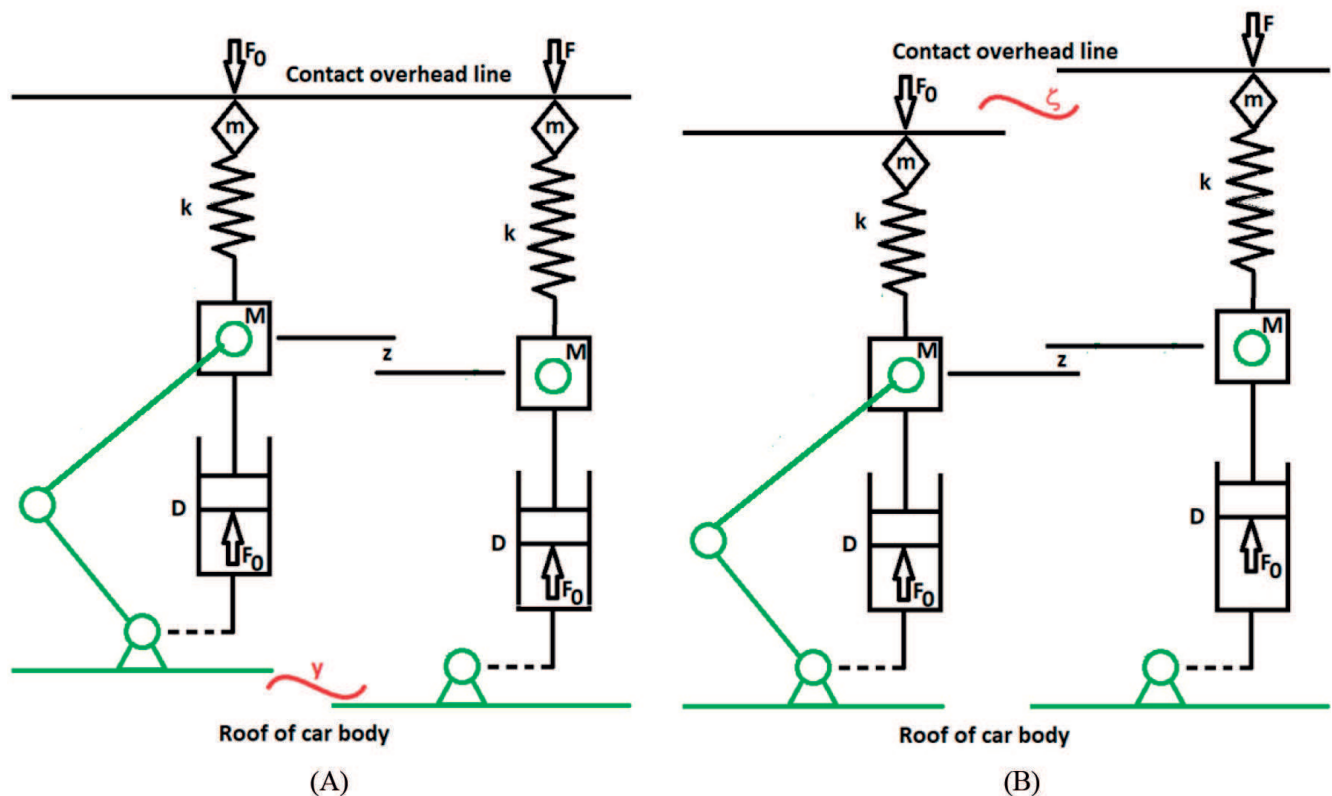 F0
F
Contact overhead line
m
m
k
k
M
M
z
D
D
F0
F0
y
Roof of car body
(A)
F
Contact overhead line
F0
ζ
m
m
k
k
M
M
z
D
D
F0
F0
Roof of car body
(B)